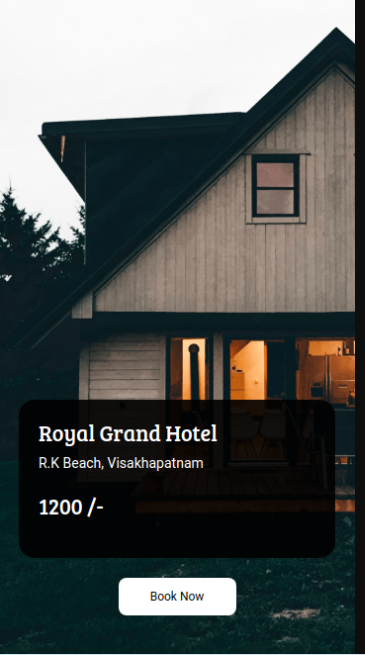 Royal Grand Hotel
R.K Beach, Visakhapatnam
1200 /-
Book Now